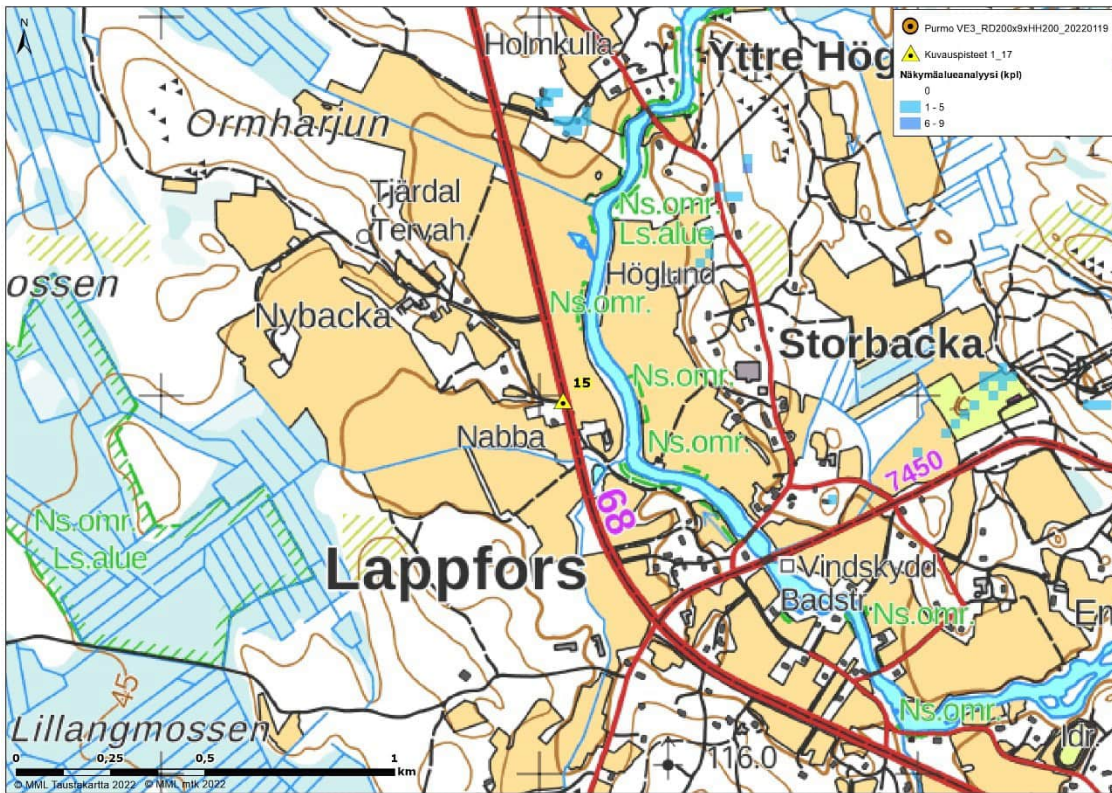 N
Purmo VE3_RD200x9xHH200_20220119
Kuvauspisteet 1_17
Näkymäalueanalyysi (kpl)
0
1 - 5
6 - 9
Holmkulla
Yttre Hög
Ormharjun
Tjärdal
Tervah.
Ns.omr.
Ls.alue
Höglund
ossen
Nybacka
Ns.omr.
Storbacka
Ns.omr.
15
Nabba
Ns.omr.
7450
68
Ns.omr.
Ls.alue
Lappfors
Vindskydd
Badstr.
Ns.omr.
Er
45
Lillangmossen
Ns.omr.
Idr.
116.0
0 0,25 0,5 1
km
© MML Taustakartta 2022 © MML mtk 2022